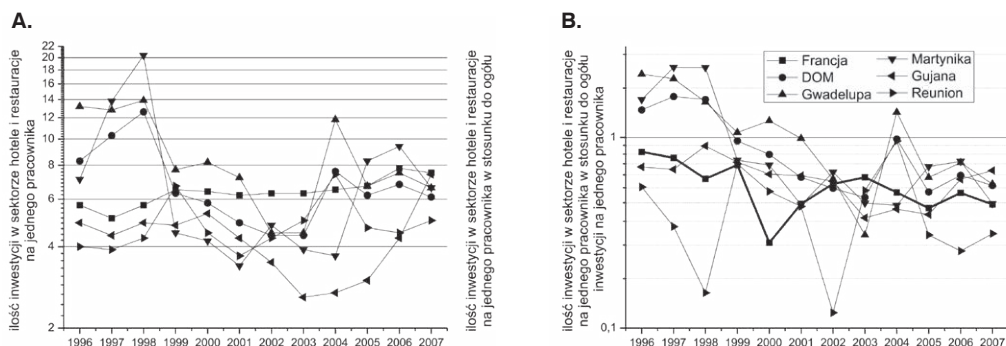 A.
ilość inwestycji w sektorze hotele i restauracje
na jednego pracownika
22
20
18
16
14
12
10
8
6
4
2
1996 1997 1998 1999 2000 2001 2002 2003 2004 2005 2006 2007
B.
ilość inwestycji w sektorze hotele i restauracje
na jednego pracownika w stosunku do ogółu
inwestycji na jednego pracownika
ilość inwestycji w sektorze hotele i restauracje
na jednego pracownika w stosunku do ogółu
Francja
DOM
Gwadelupa
Martynika
Gujana
Reunion
1
0,1
1996 1997 1998 1999 2000 2001 2002 2003 2004 2005 2006 2007